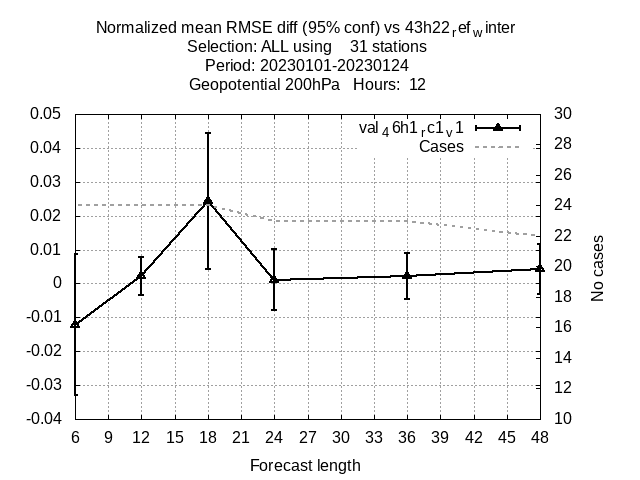 Normalized mean RMSE diff (95% conf) vs 43h22refwinter
Selection: ALL using 31 stations
Period: 20230101-20230124
Geopotential 200hPa Hours: 12
0.05
0.04
0.03
0.02
0.01
0
-0.01
-0.02
-0.03
-0.04
val46h1rc1v1
Cases
30
28
26
24
22
20
18
16
14
12
10
No cases
6 9 12 15 18 21 24 27 30 33 36 39 42 45 48
Forecast length